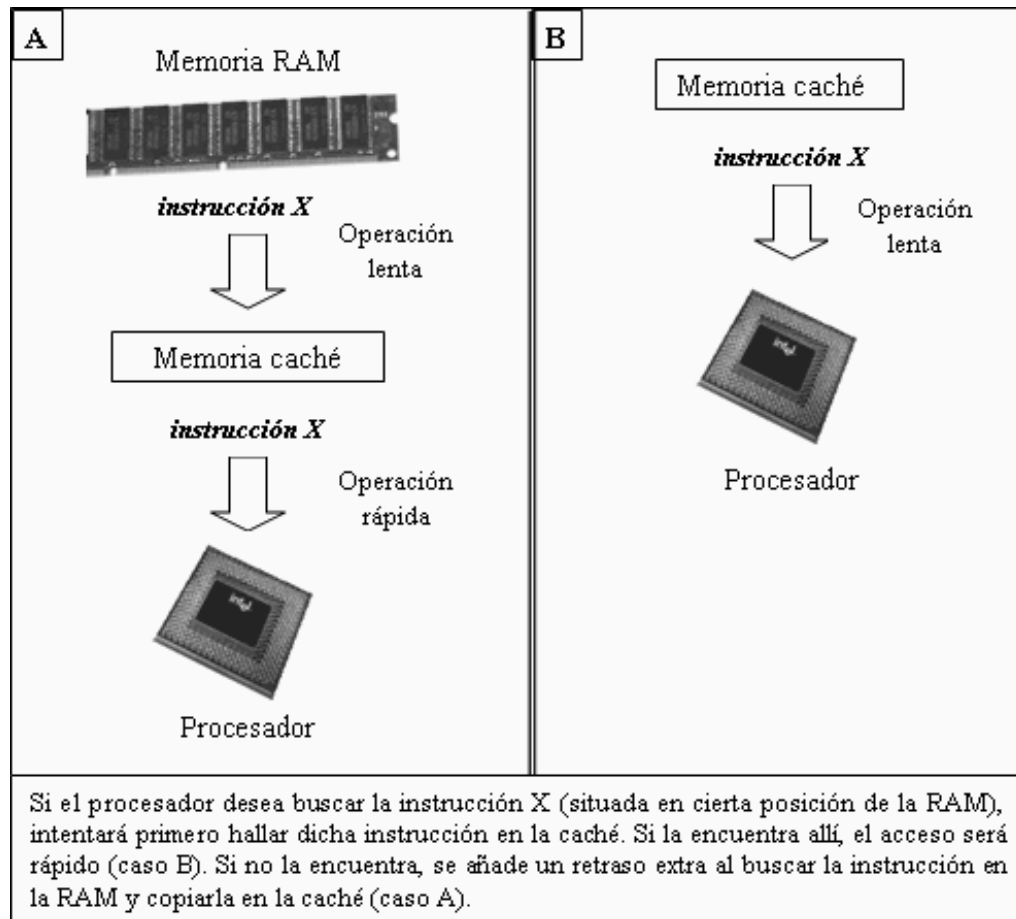 A
Memoria RAM
instrucción X
Operación
lenta
Memoria caché
instrucción X
Operación
rápida
intel
Procesador
B
Memoria caché
instrucción X
Operación
lenta
intel
Procesador
Si el procesador desea buscar la instrucción X (situada en cierta posición de la RAM),
intentará primero hallar dicha instrucción en la caché. Si la encuentra allí, el acceso será
rápido (caso B). Si no la encuentra, se añade un retraso extra al buscar la instrucción en
la RAM y copiarla en la caché (caso A).